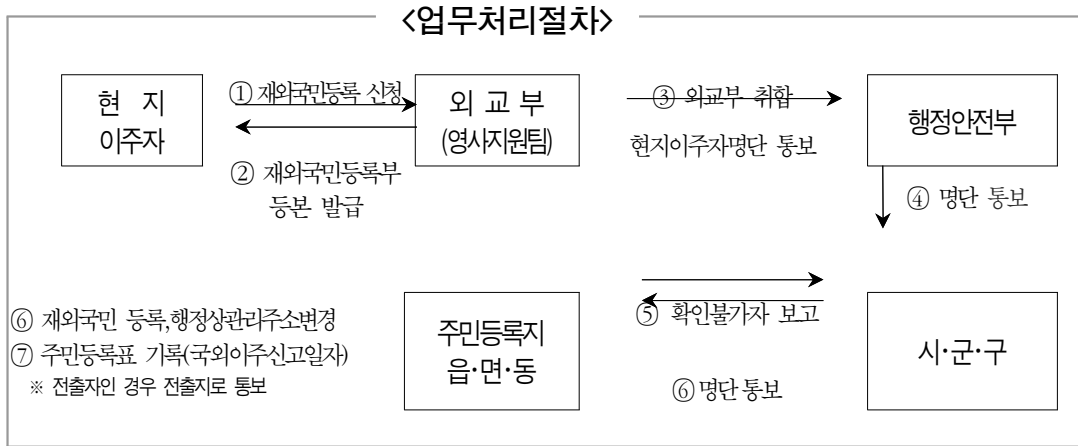 <업무처리절차>
현 지
이주자
① 재외국민등록 신청
외 교 부
(영사지원팀)
② 재외국민등록부
등본 발급
③ 외교부 취합
현지이주자명단 통보
행정안전부
④ 명단 통보
⑥ 재외국민 등록,행정상관리주소변경
⑦ 주민등록표 기록(국외이주신고일자)
※ 전출자인 경우 전출지로 통보
주민등록지
읍·면·동
⑤ 확인불가자 보고
⑥ 명단 통보
시·군·구